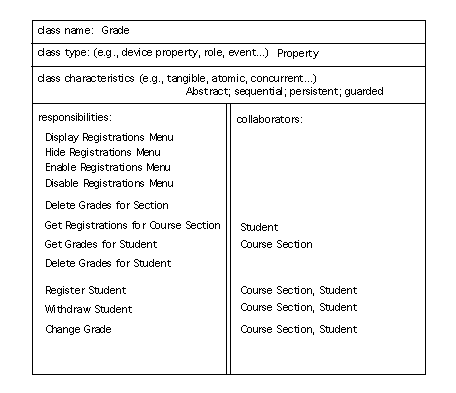 class name: Grade
class type: (e.g., device property, role, event...) Property
class characteristics (e.g., tangible, atomic, concurrent...)
Abstract; sequential; persistent; guarded
responsibilities:
collaborators:
Display Registrations Menu
Hide Registrations Menu
Enable Registrations Menu
Disable Registrations Menu
Delete Grades for Section
Get Registrations for Course Section Student
Get Grades for Student Course Section
Delete Grades for Student
Register Student Course Section, Student
Withdraw Student Course Section, Student
Change Grade Course Section, Student